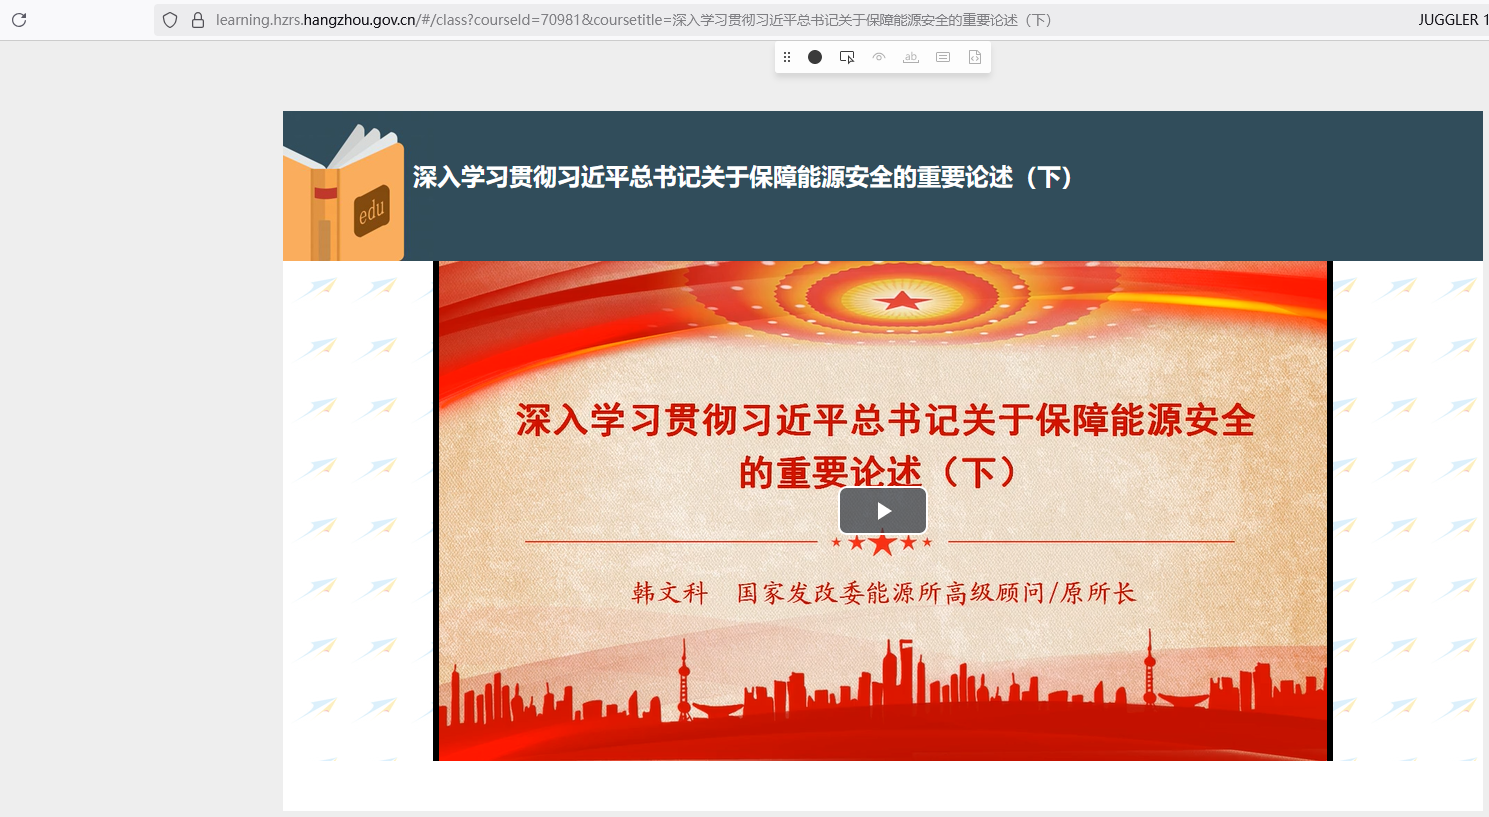 learning.hzrs.hangzhou.gov.cn/#/class?courseId=70981&coursetitle=深入学习贯彻习近平总书记关于保障能源安全的重要论述（下）
JUGGLER 1
ab
深入学习贯彻习近平总书记关于保障能源安全的重要论述（下）
edu
深入学习贯彻习近平总书记关于保障能源安全
的重要论述（下）
韩文科 国家发改委能源所高级顾问/原所长